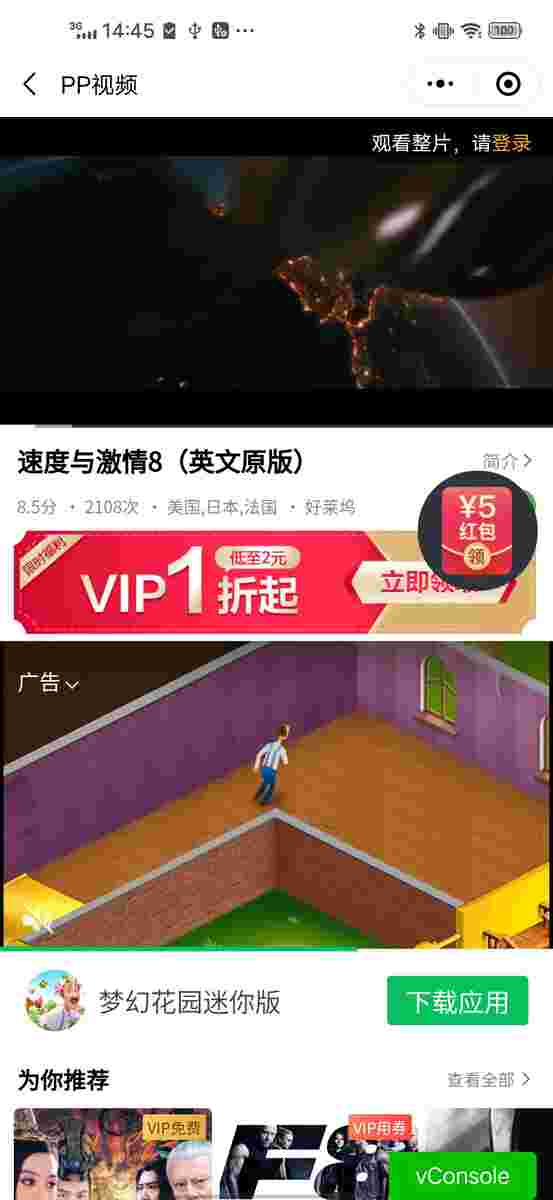 3G 14:45 100
PP视频
观看整片，请登录
速度与激情8（英文原版）
简介
8.5分 · 2108次 · 美国,日本,法国 · 好莱坞
¥5
红包
领
限时福利
VIP1折起
低至2元
立即领
广告
梦幻花园迷你版
下载应用
为你推荐
查看全部
VIP免费
VIP用券
F8
vConsole